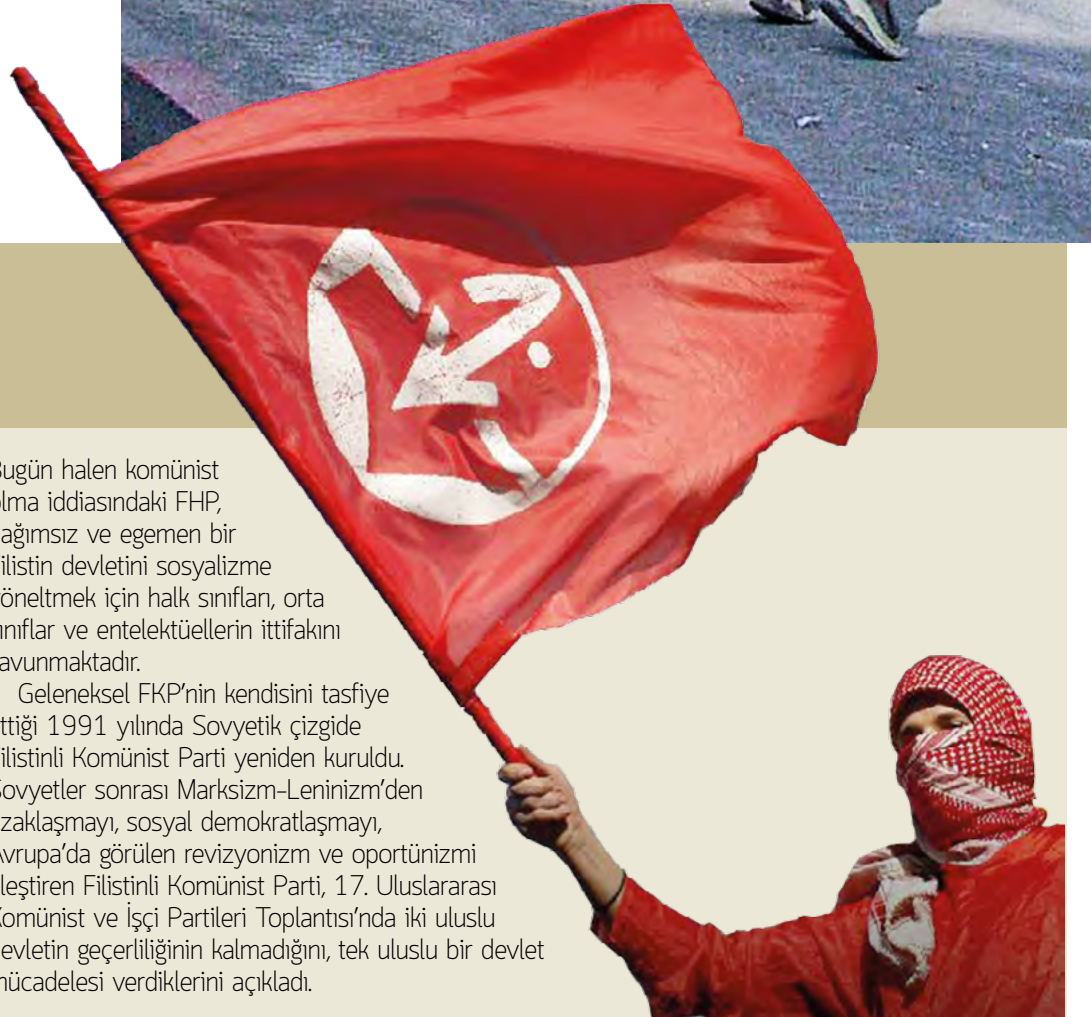 Bugün halen komünist
olma iddiasındaki FHP,
ağımsız ve egemen bir
ilistin devletini sosyalizme
öneltmek için halk sınıfları, orta
ınıflar ve entelektüellerin ittifakını
avunmaktadır.
Geleneksel FKP’nin kendisini tasfiye
ttiği 1991 yılında Sovyetik çizgide
ilistinli Komünist Parti yeniden kuruldu.
Sovyetler sonrası Marksizm-Leninizm’den
zaklaşmayı, sosyal demokratlaşmayı,
Avrupa’da görülen revizyonizm ve oportünizmi
leştiren Filistinli Komünist Parti, 17. Uluslararası
Komünist ve İşçi Partileri Toplantısı’nda iki uluslu
evletin geçerliliğinin kalmadığını, tek uluslu bir devlet
mücadelesi verdiklerini açıkladı.